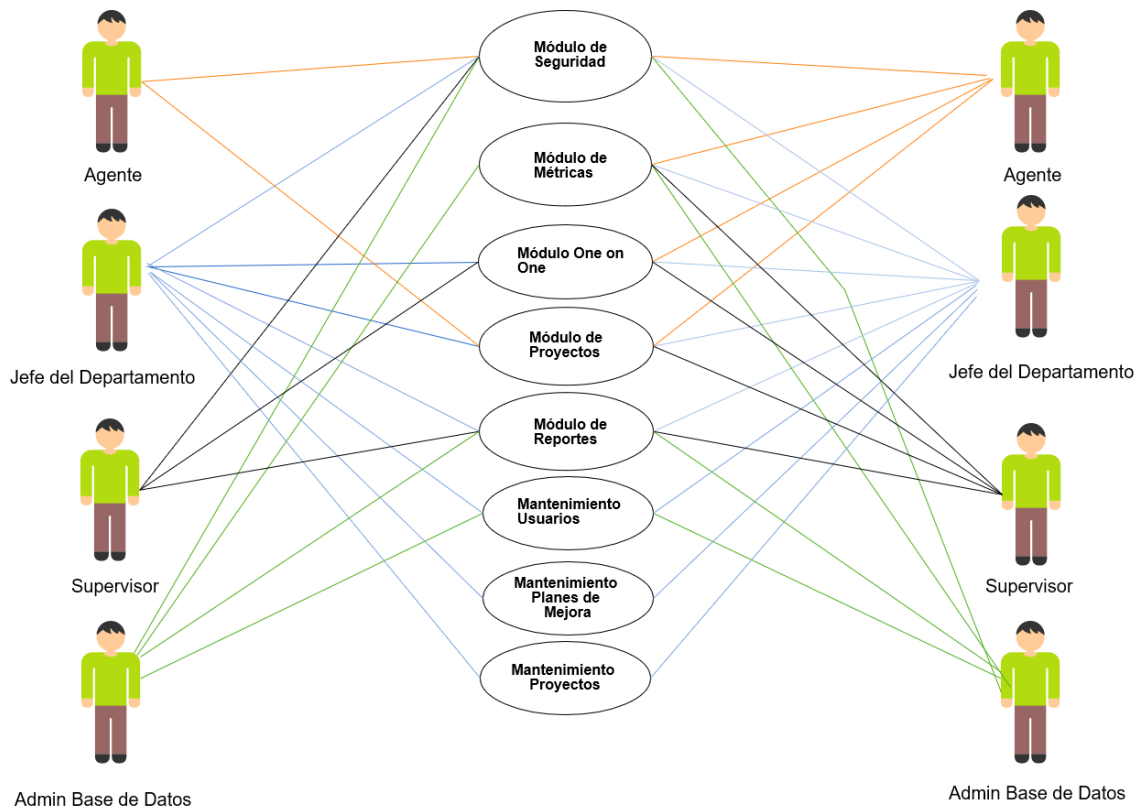 Módulo de
Seguridad
Módulo de
Métricas
Módulo One on
One
Módulo de
Proyectos
Módulo de
Reportes
Mantenimiento
Usuarios
Mantenimiento
Planes de
Mejora
Mantenimiento
Proyectos
Agente
Jefe del Departamento
Supervisor
Admin Base de Datos
Agente
Jefe del Departamento
Supervisor
Admin Base de Datos